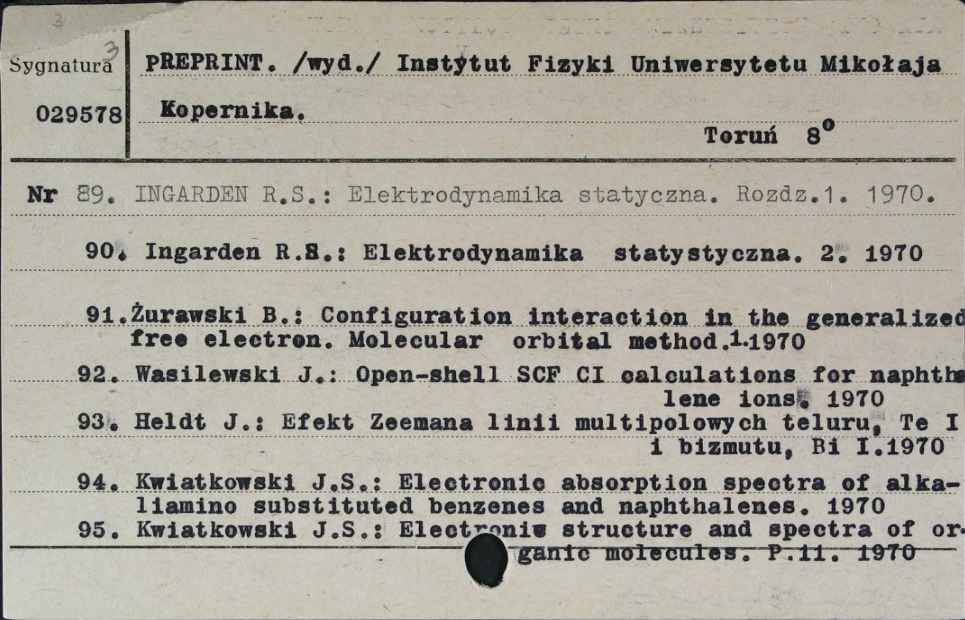 3
3
Sygnatura
PREPRINT. /wyd./ Instytut Fizyki Uniwersytetu Mikołaja
029578
Kopernika.
Toruń 8°
Nr 89. INGARDEN R.S.: Elektrodynamika statyczna. Rozdz.1. 1970.
90. Ingarden R.S.: Elektrodynamika statystyczna. 2. 1970
91. Żurawski B.: Configuration interaction in the generalized
free electron. Molecular orbital method.1.1970
92. Wasilewski J.: Open-shell SCF CI calculations for naphtha
lene ions. 1970
93. Heldt J.: Efekt Zeemana linii multipolowych teluru, Te I
i bizmutu, Bi I.1970
94. Kwiatkowski J.S.: Electronic absorption spectra of alka-
liamino substituted benzenes and naphthalenes. 1970
95. Kwiatkowski J.S.: Electronic structure and spectra of or-
ganic molecules. P.11. 1970